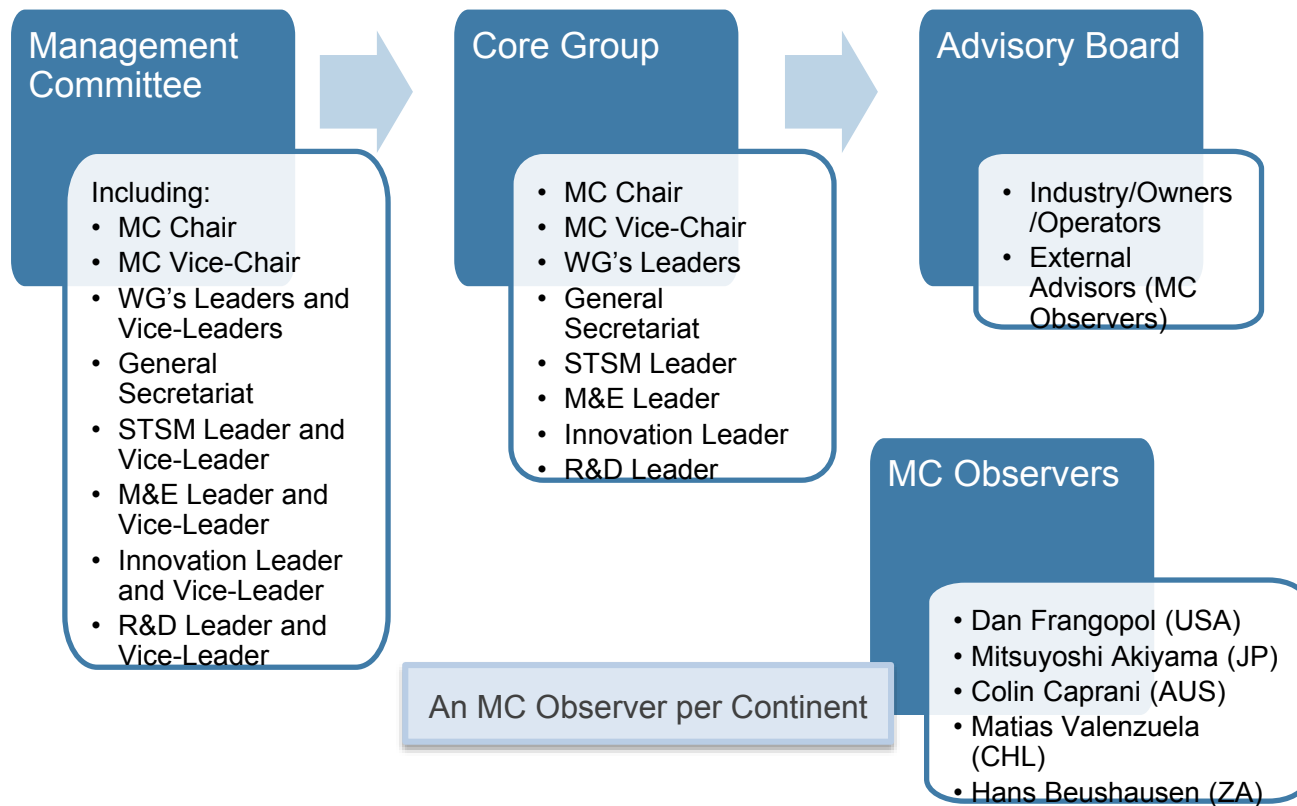 Management
Committee
Including:
• MC Chair
• MC Vice-Chair
• WG's Leaders and
Vice-Leaders
• General
Secretariat
• STSM Leader and
Vice-Leader
• M&E Leader and
Vice-Leader
• Innovation Leader
and Vice-Leader
• R&D Leader and
Vice-Leader
Core Group
• MC Chair
• MC Vice-Chair
• WG's Leaders
• General
Secretariat
• STSM Leader
• M&E Leader
• Innovation Leader
• R&D Leader
Advisory Board
• Industry/Owners
/Operators
• External
Advisors (MC
Observers)
MC Observers
• Dan Frangopol (USA)
• Mitsuyoshi Akiyama (JP)
• Colin Caprani (AUS)
• Matias Valenzuela
(CHL)
• Hans Beushausen (ZA)
An MC Observer per Continent